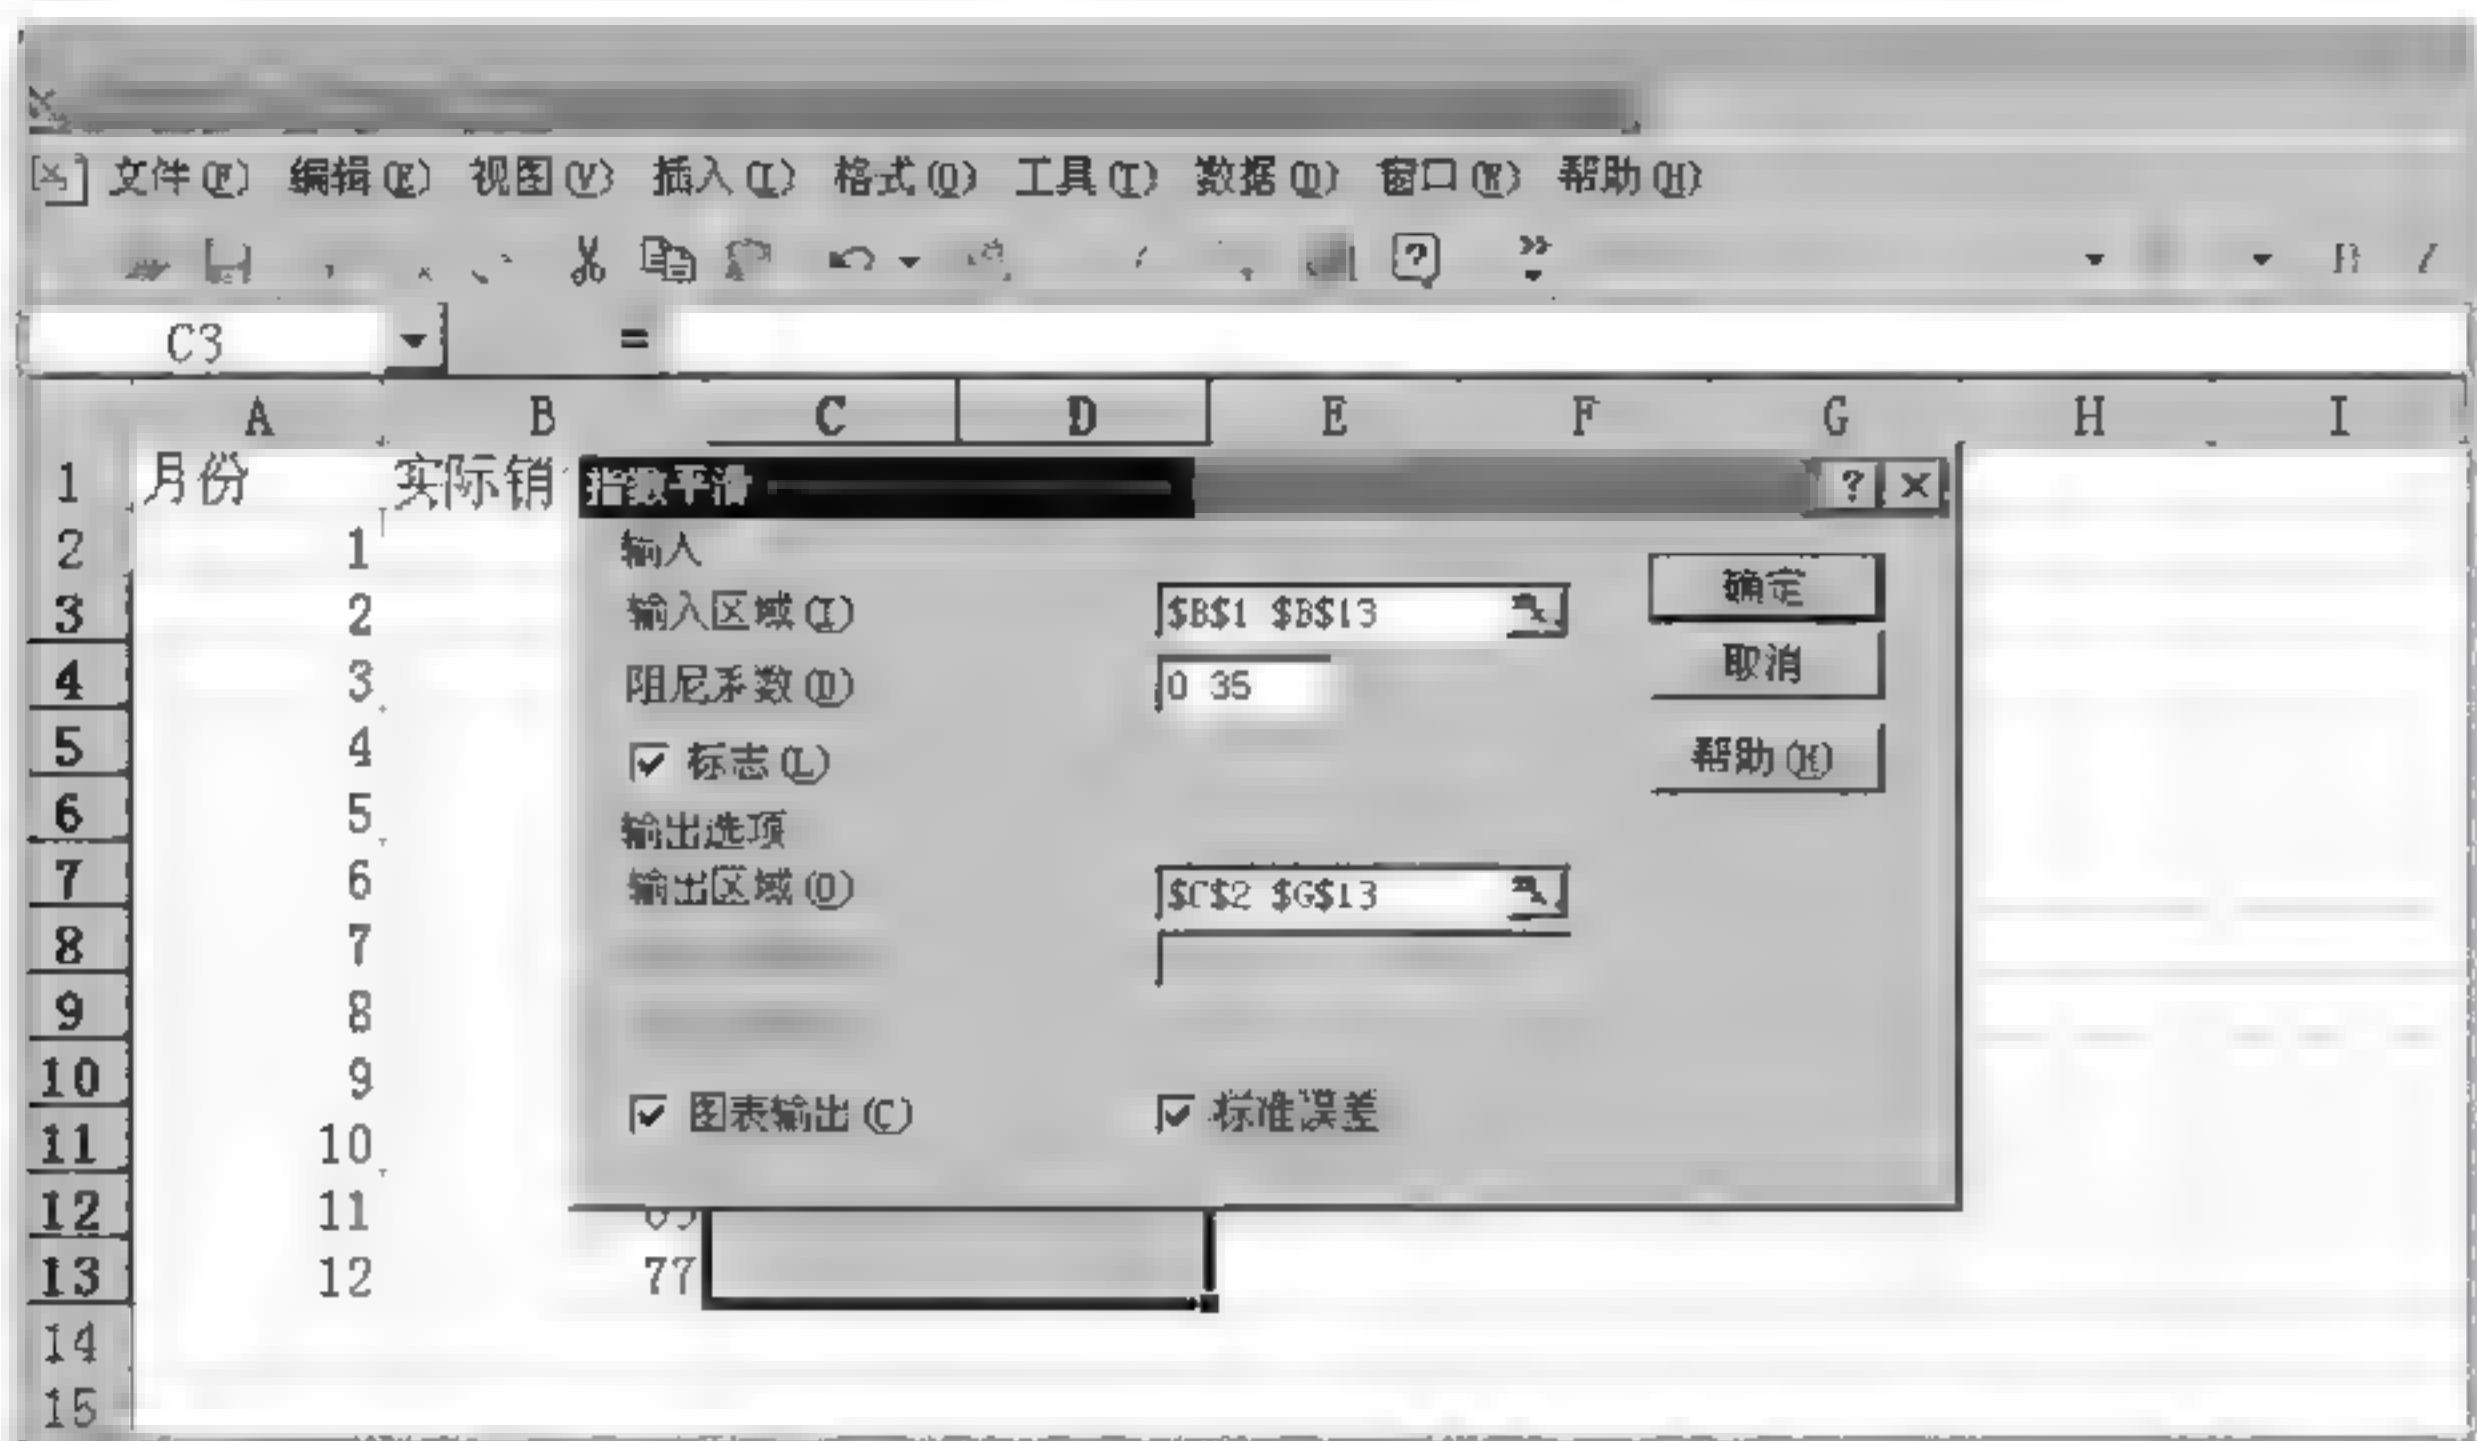 文件(F) 编辑(E) 视图(V) 插入(I) 格式(O) 工具(T) 数据(D) 窗口(W) 帮助(H)
C3 =
A B C D E F G H I
1 月份 实际销
指数平滑
2 1
输入
确定
3 2
输入区域(I) $B$1 $B$13
取消
4 3
阻尼系数(D) 0 35
5 4
标志(L)
帮助(H)
6 5
输出选项
7 6
输出区域(O) $C$2 $G$13
8 7
9 8
10 9
11 10
图表输出(C) 标准误差
12 11
13 12 77
14
15